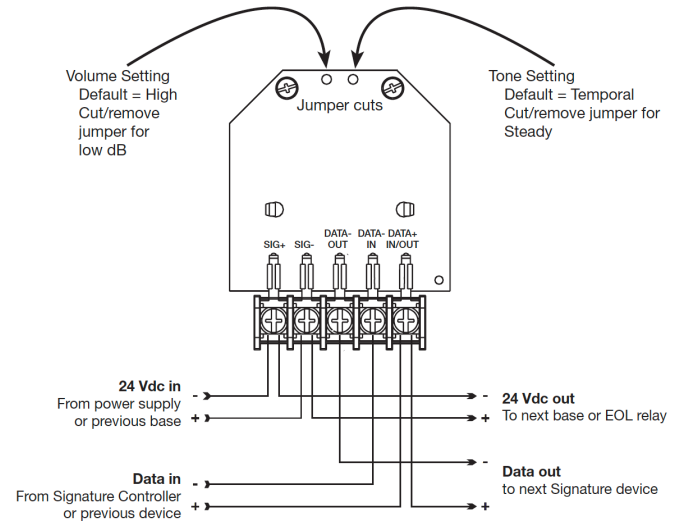 Volume Setting
Default = High
Cut/remove
jumper for
low dB
Tone Setting
Default = Temporal
Cut/remove jumper for
Steady
Jumper cuts
SIG+ SIG- DATA- OUT DATA- IN DATA+ IN/OUT
24 Vdc in
From power supply
or previous base
-
+
- 24 Vdc out
+ To next base or EOL relay
Data in
From Signature Controller
or previous device
-
+
- Data out
to next Signature device
+